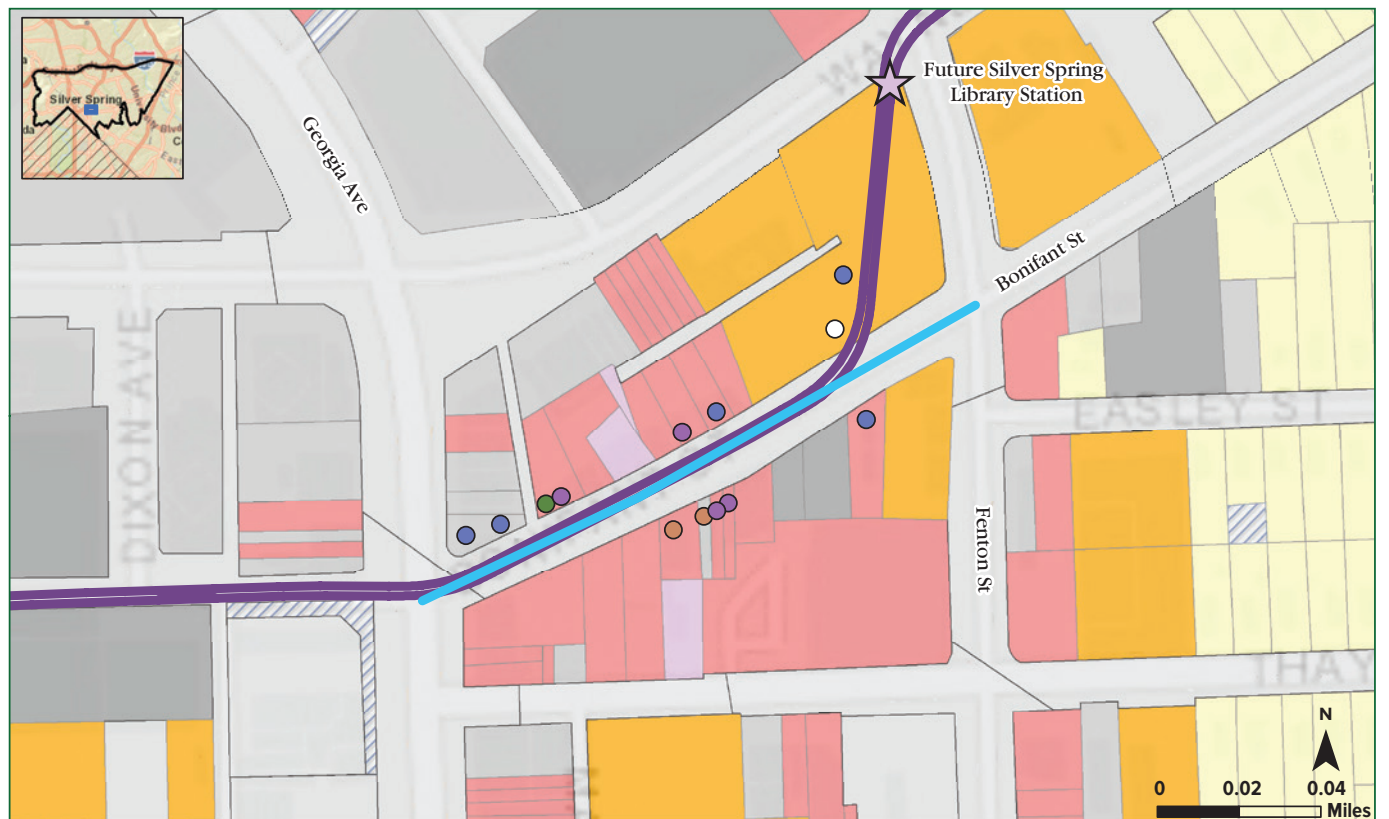 Silver Spring
Future Silver Spring
Library Station
Georgia Ave
Bonifant St
DIXON AVE
EASLEY ST
Fenton St
THAY
N
0 0.02 0.04
Miles